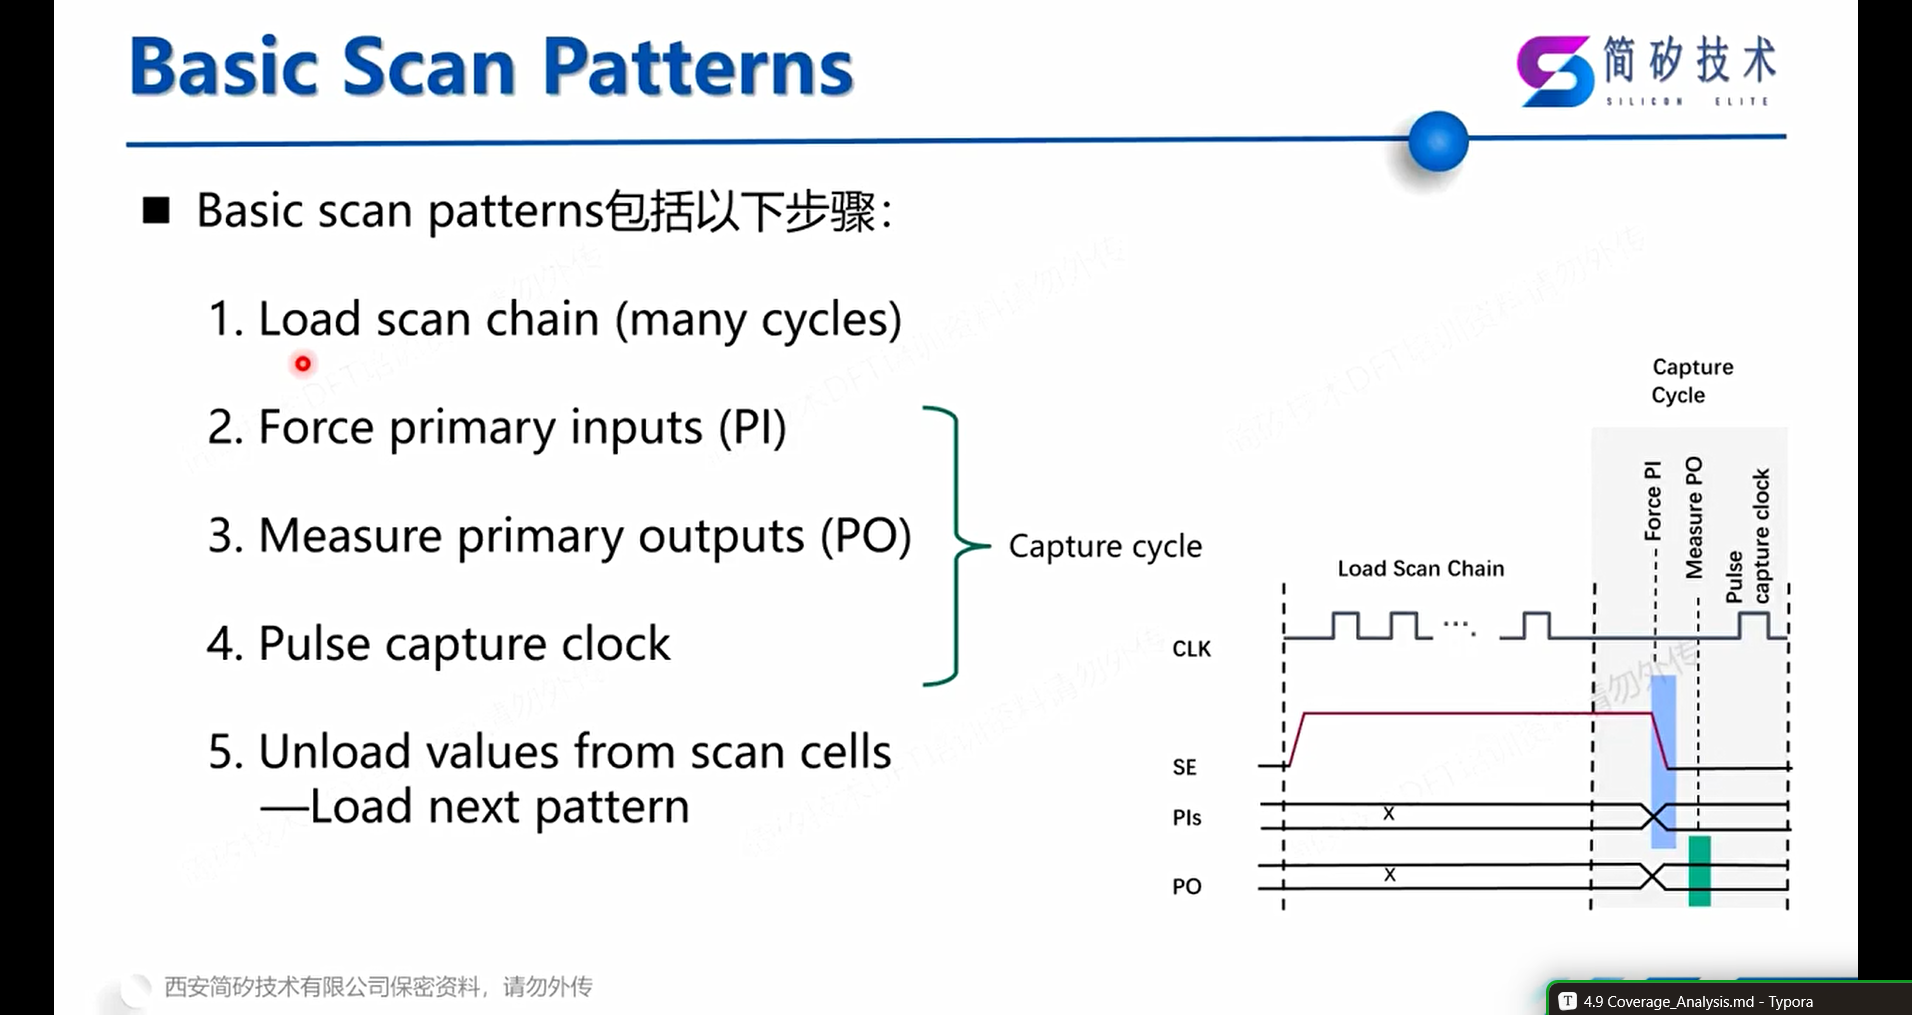 Basic Scan Patterns
简矽技术
SILICON ELITE
Basic scan patterns包括以下步骤：
1. Load scan chain (many cycles)
2. Force primary inputs (PI)
3. Measure primary outputs (PO)
4. Pulse capture clock
5. Unload values from scan cells
—Load next pattern
Capture cycle
Capture
Cycle
Force PI
Measure PO
Pulse
capture clock
Load Scan Chain
CLK
SE
PIs
X
PO
X
西安简矽技术有限公司保密资料，请勿外传
4.9 Coverage_Analysis.md - Typora